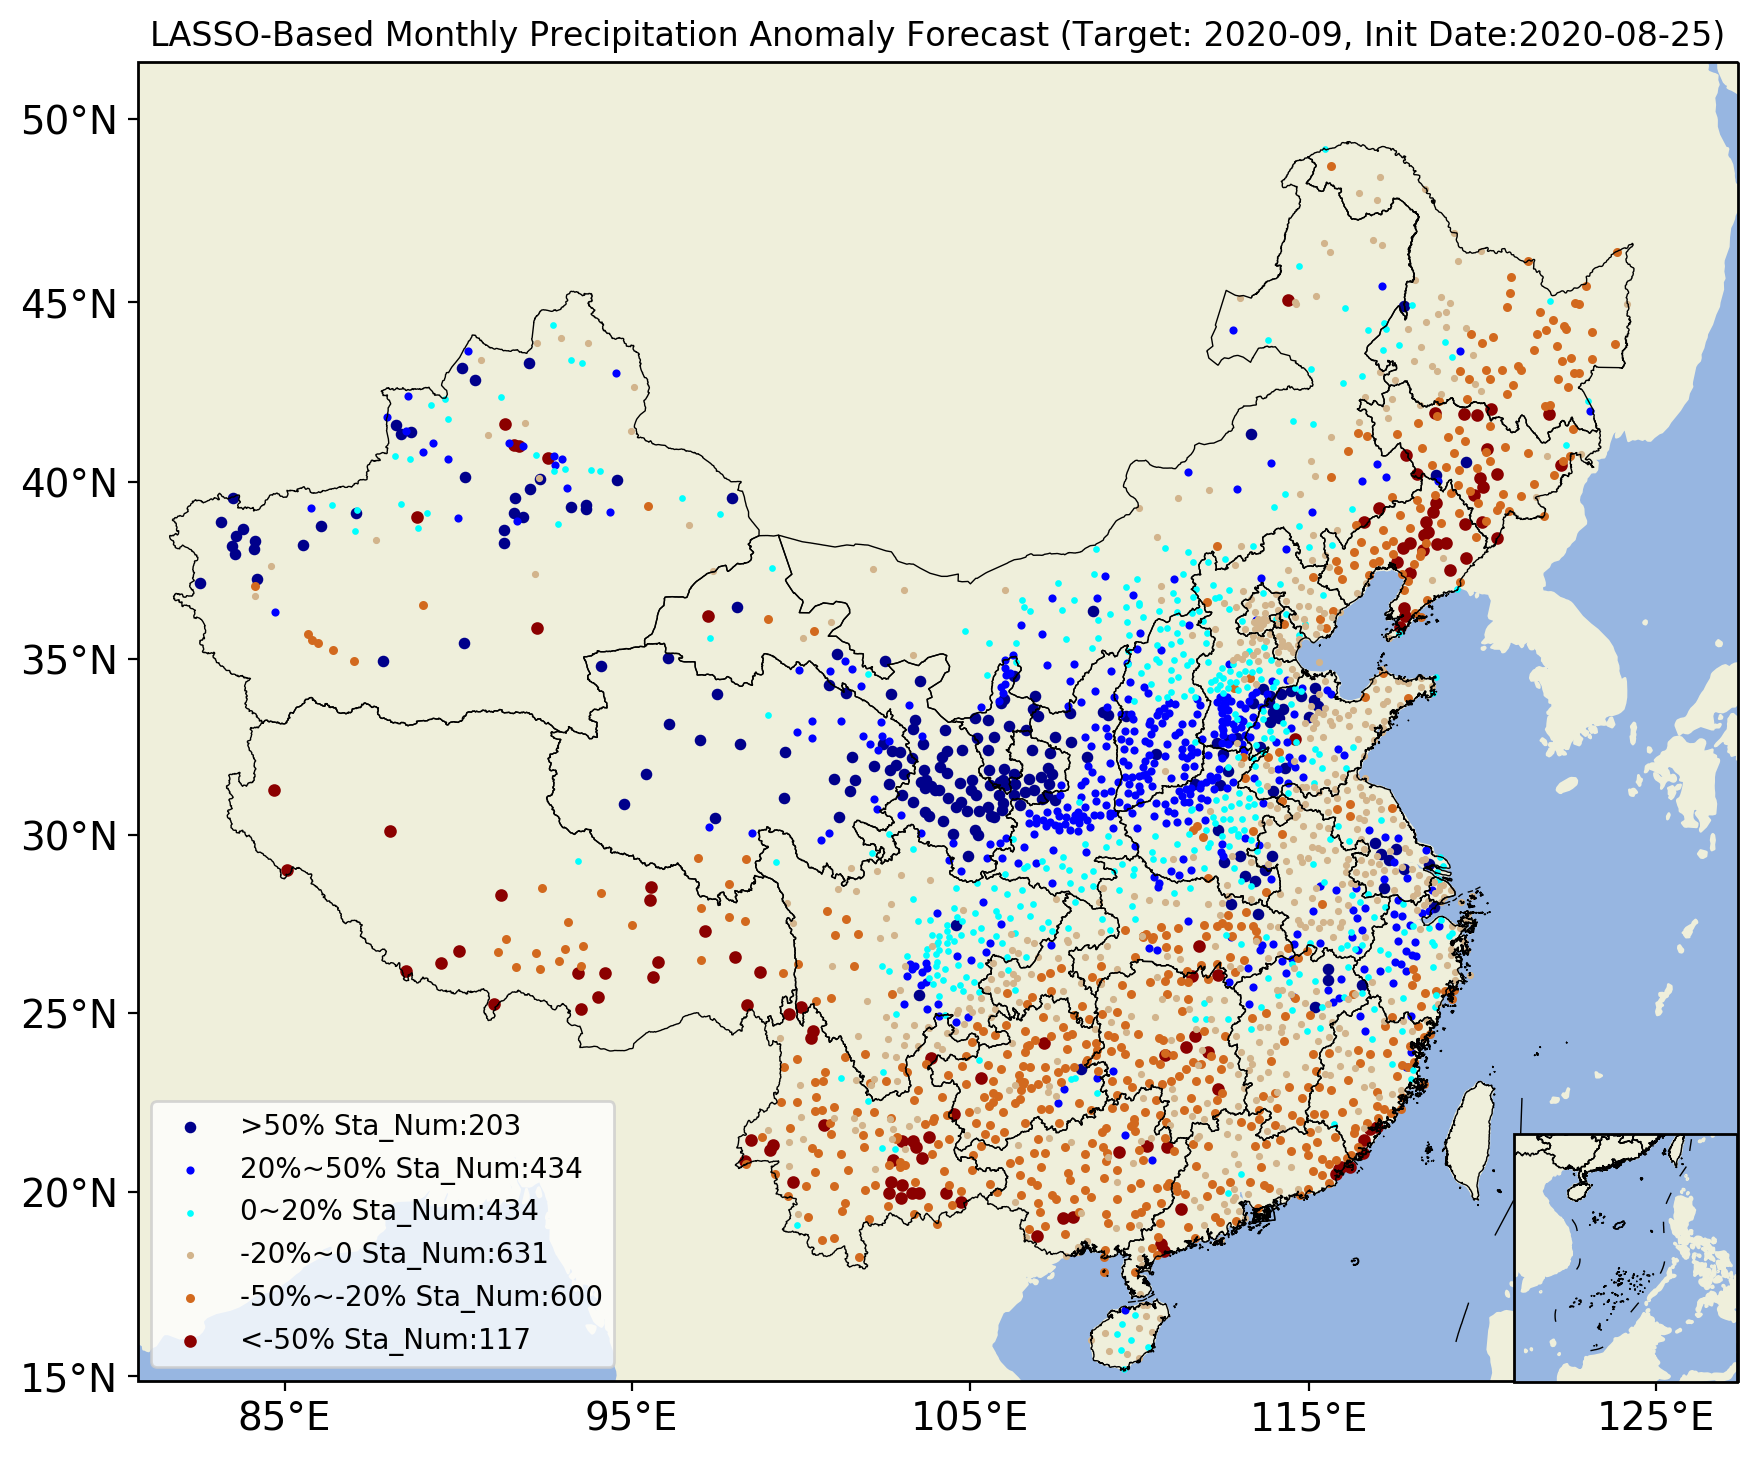 LASSO-Based Monthly Precipitation Anomaly Forecast (Target: 2020-09, Init Date:2020-08-25)
50°N
45°N
40°N
35°N
30°N
25°N
20°N
15°N
>50% Sta_Num:203
20%~50% Sta_Num:434
0~20% Sta_Num:434
-20%~0 Sta_Num:631
-50%~-20% Sta_Num:600
<-50% Sta_Num:117
85°E
95°E
105°E
115°E
125°E